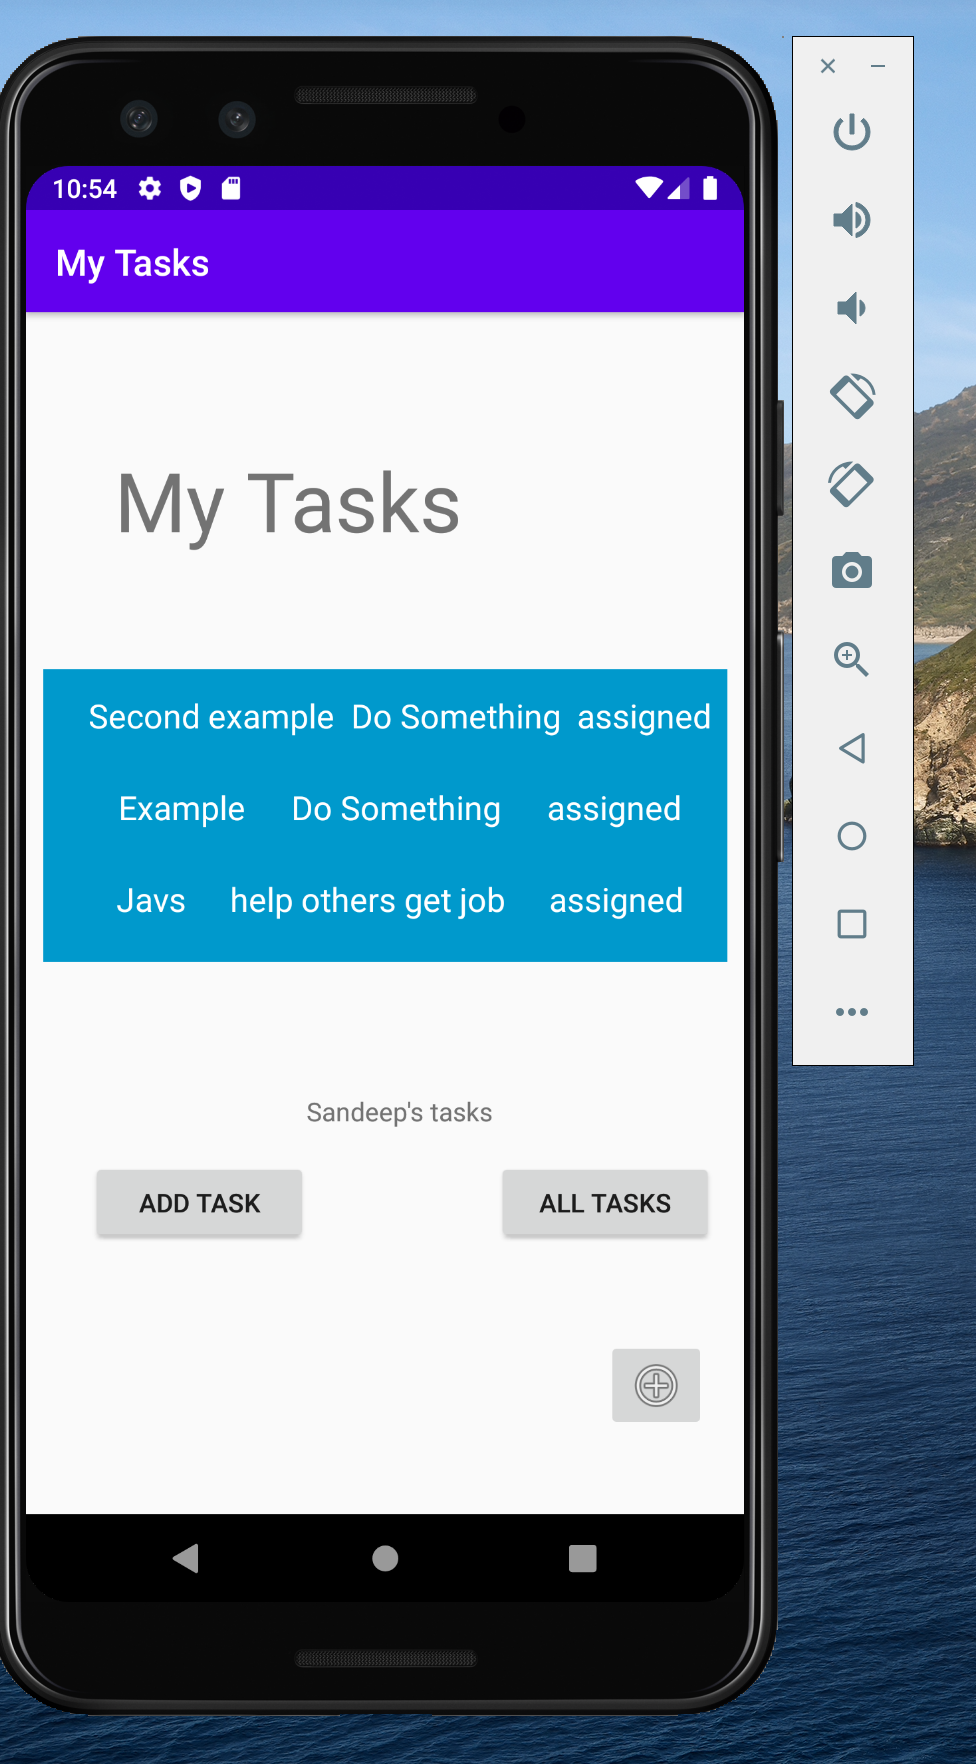 10:54
My Tasks
My Tasks
Second example Do Something assigned
Example Do Something assigned
Javs help others get job assigned
Sandeep's tasks
ADD TASK ALL TASKS